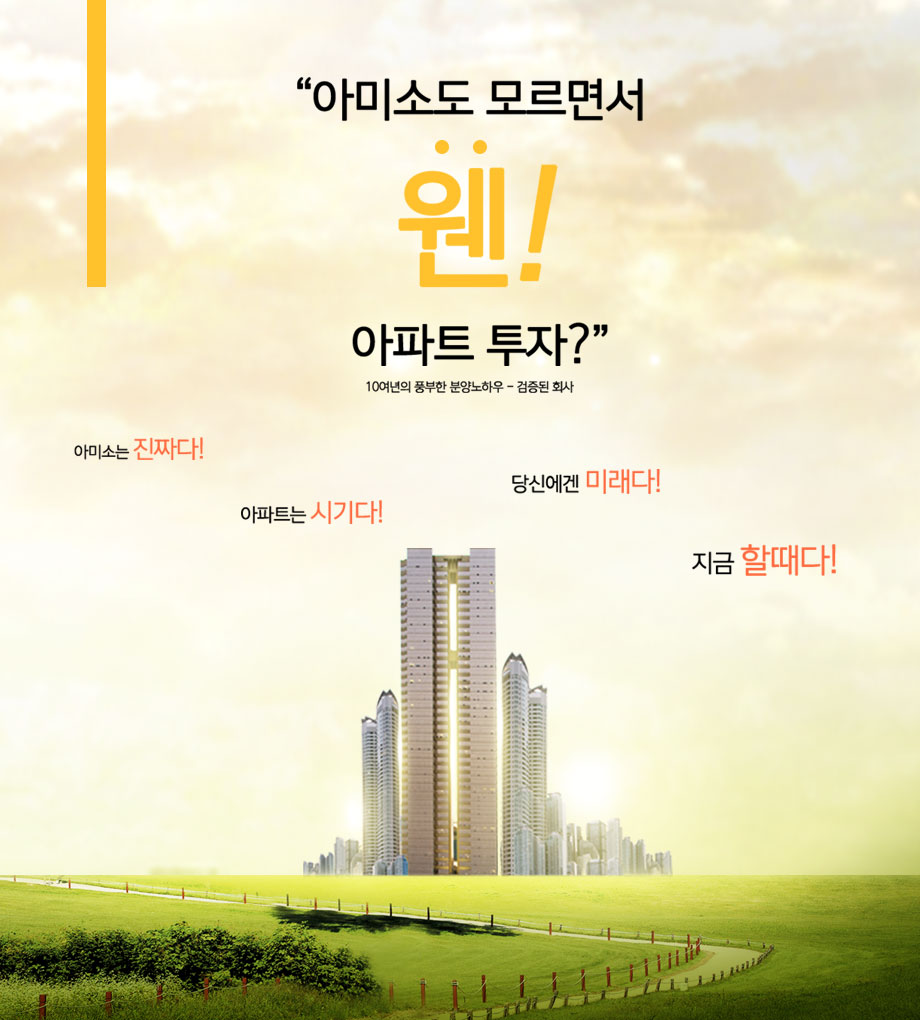 “아미소도 모르면서
웬!
아파트 투자?”
10여년의 풍부한 분양노하우 - 검증된 회사
아미소는 진짜다!
당신에겐 미래다!
아파트는 시기다!
지금 할때다!